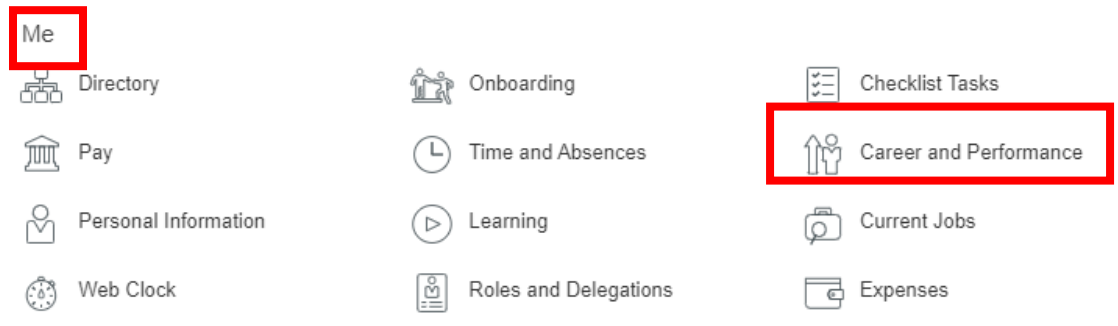 Me
Directory
Onboarding
Checklist Tasks
Pay
Time and Absences
Career and Performance
Personal Information
Learning
Current Jobs
Web Clock
Roles and Delegations
Expenses